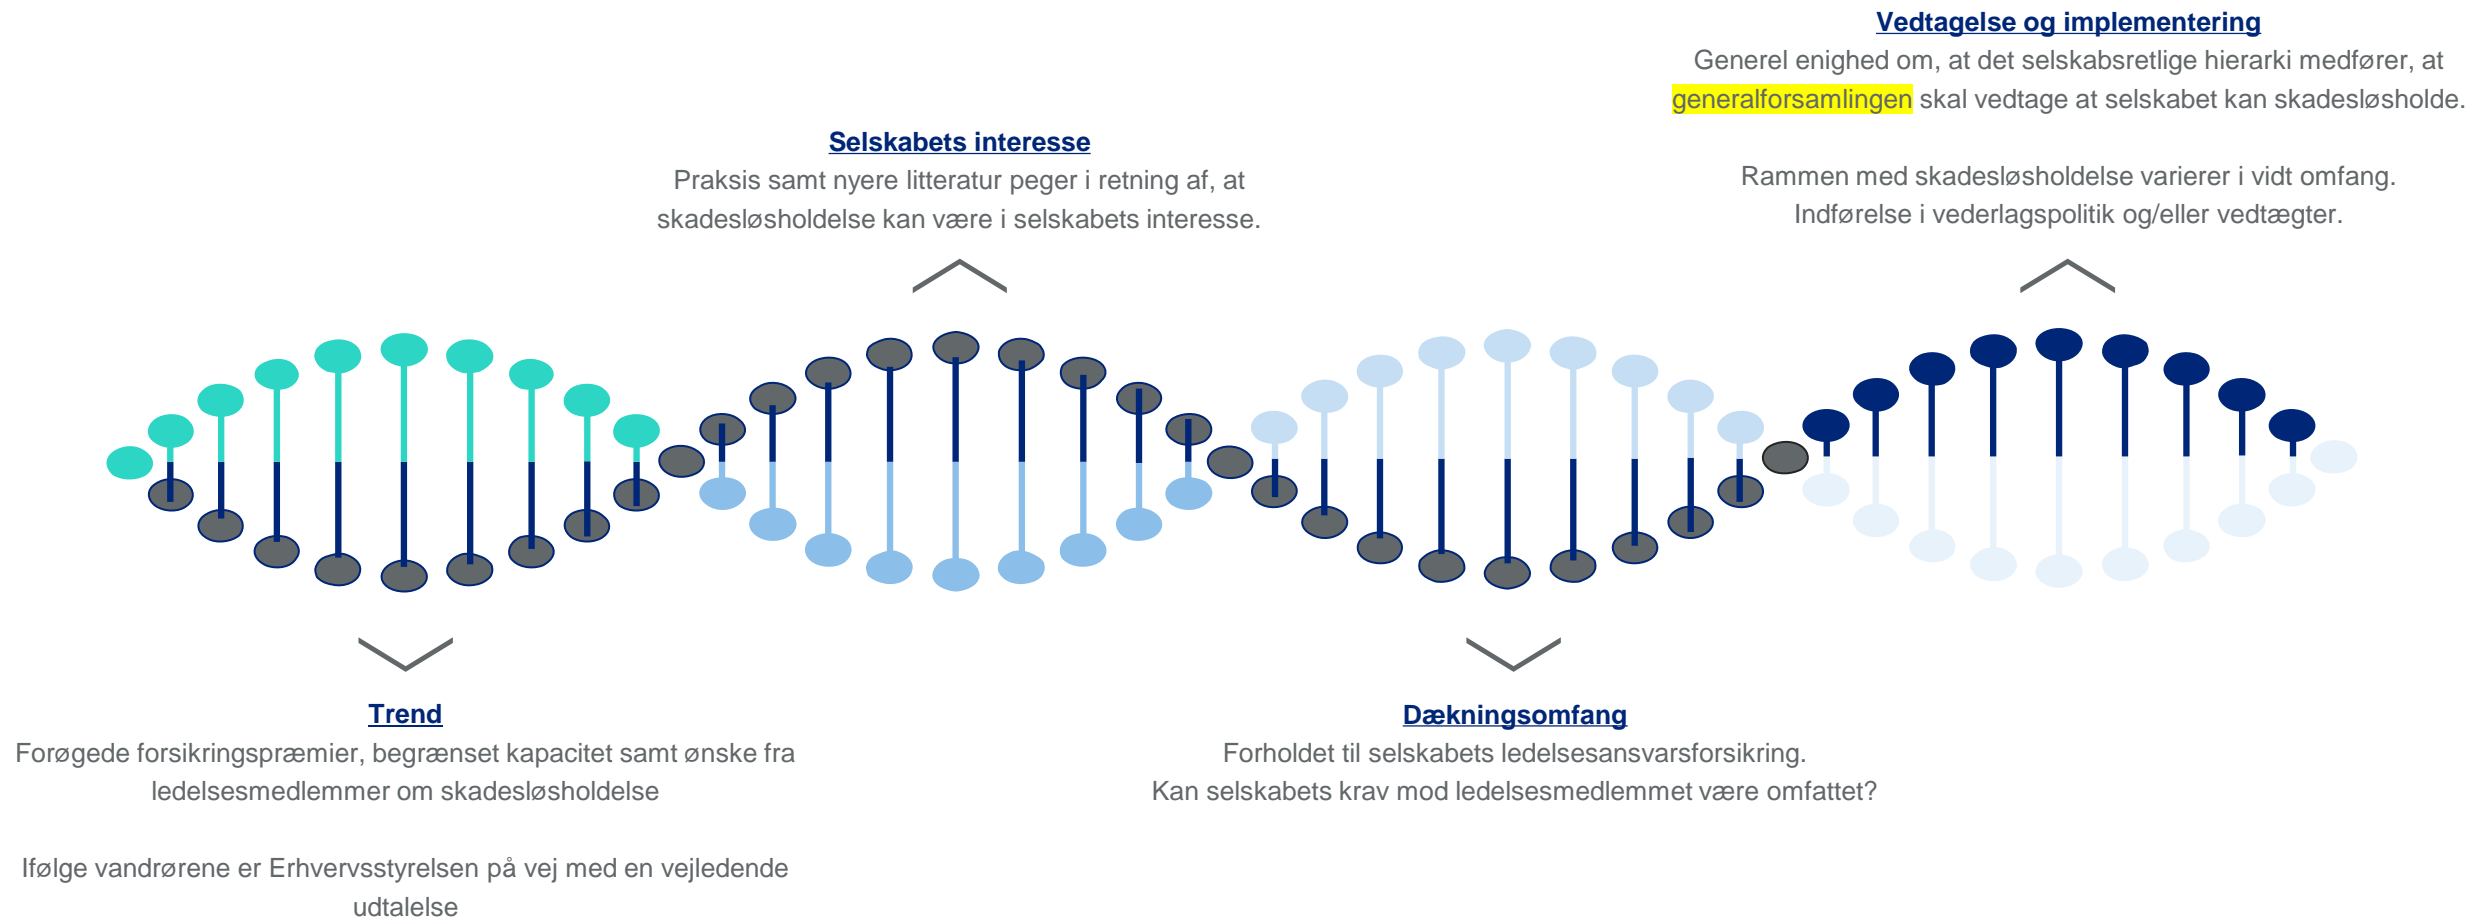 Trend
Forøgede forsikringspræmier, begrænset kapacitet samt ønske fra
ledelsesmedlemmer om skadesløsholdelse
Ifølge vandrørene er Erhvervsstyrelsen på vej med en vejledende
udtalelse
Selskabets interesse
Praksis samt nyere litteratur peger i retning af, at
skadesløsholdelse kan være i selskabets interesse.
Dækningsomfang
Forholdet til selskabets ledelsesansvarsforsikring.
Kan selskabets krav mod ledelsesmedlemmet være omfattet?
Vedtagelse og implementering
Generel enighed om, at det selskabsretlige hierarki medfører, at
generalforsamlingen skal vedtage at selskabet kan skadesløsholde.
Rammen med skadesløsholdelse varierer i vidt omfang.
Indførelse i vederlagspolitik og/eller vedtægter.